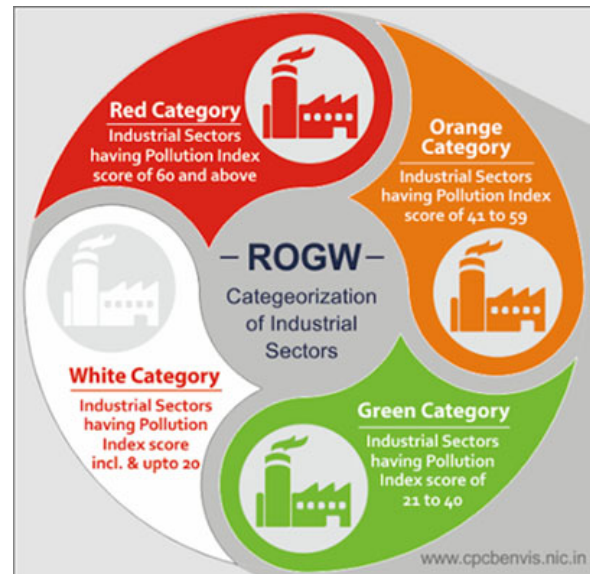 Red Category
Industrial Sectors
having Pollution Index
score of 60 and above
Orange
Category
Industrial Sectors
having Pollution Index
score of 41 to 59
– ROGW –
Categeorization
of Industrial
Sectors
White Category
Industrial Sectors
having Pollution
Index score
incl. & upto 20
Green Category
Industrial Sectors
having Pollution
Index score of
21 to 40
www.cpcbenvis.nic.in